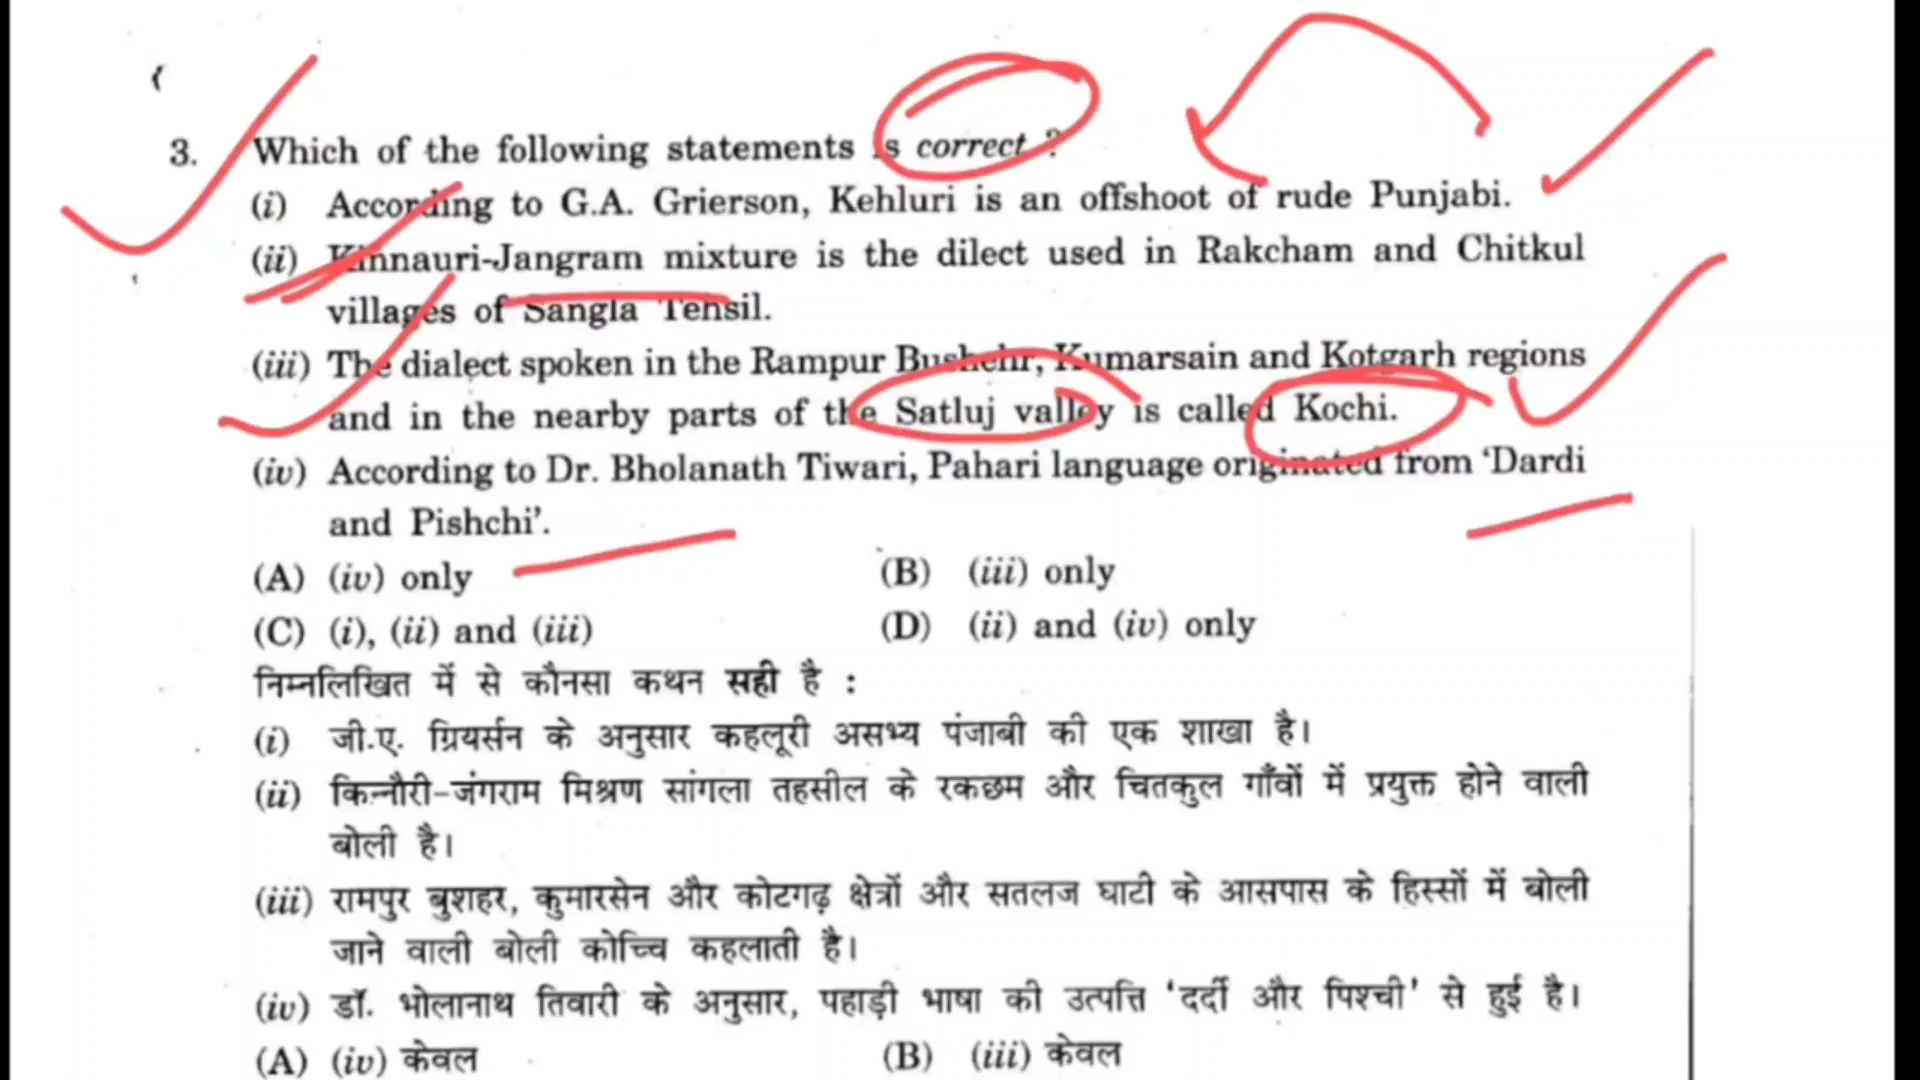 3. Which of the following statements is correct ?
(i) According to G.A. Grierson, Kehluri is an offshoot of rude Punjabi.
(ii) Kinnauri-Jangram mixture is the dilect used in Rakcham and Chitkul
villages of Sangla Tehsil.
(iii) The dialect spoken in the Rampur Bushehr, Kumarsain and Kotgarh regions
and in the nearby parts of the Satluj valley is called Kochi.
(iv) According to Dr. Bholanath Tiwari, Pahari language originated from ‘Dardi
and Pishchi’.
(A) (iv) only (B) (iii) only
(C) (i), (ii) and (iii) (D) (ii) and (iv) only
निम्नलिखित में से कौनसा कथन सही है :
(i) जी.ए. ग्रियर्सन के अनुसार कहलूरी असभ्य पंजाबी की एक शाखा है।
(ii) किन्नौरी-जंगराम मिश्रण सांगला तहसील के रकछम और चितकुल गाँवों में प्रयुक्त होने वाली
बोली है।
(iii) रामपुर बुशहर, कुमारसेन और कोटगढ़ क्षेत्रों और सतलज घाटी के आसपास के हिस्सों में बोली
जाने वाली बोली कोच्चि कहलाती है।
(iv) डॉ. भोलानाथ तिवारी के अनुसार, पहाड़ी भाषा की उत्पत्ति ‘दर्दी और पिश्ची’ से हुई है।
(A) (iv) केवल (B) (iii) केवल